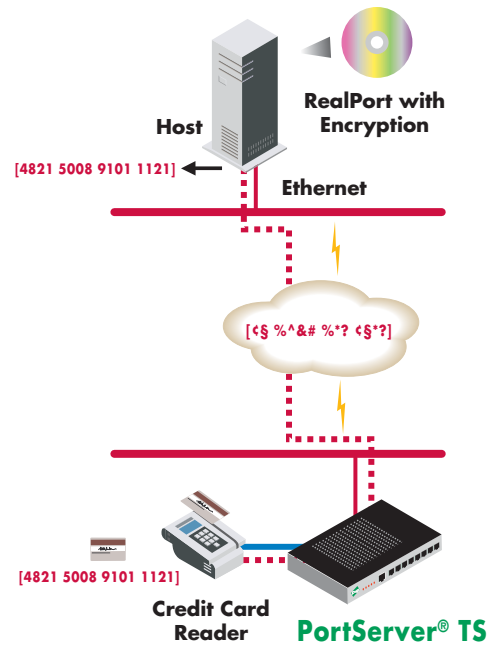 RealPort with
Encryption
Host
[4821 5008 9101 1121]
Ethernet
[¢§ %^&# %*? ¢§*?]
[4821 5008 9101 1121]
Credit Card
Reader
PortServer® TS